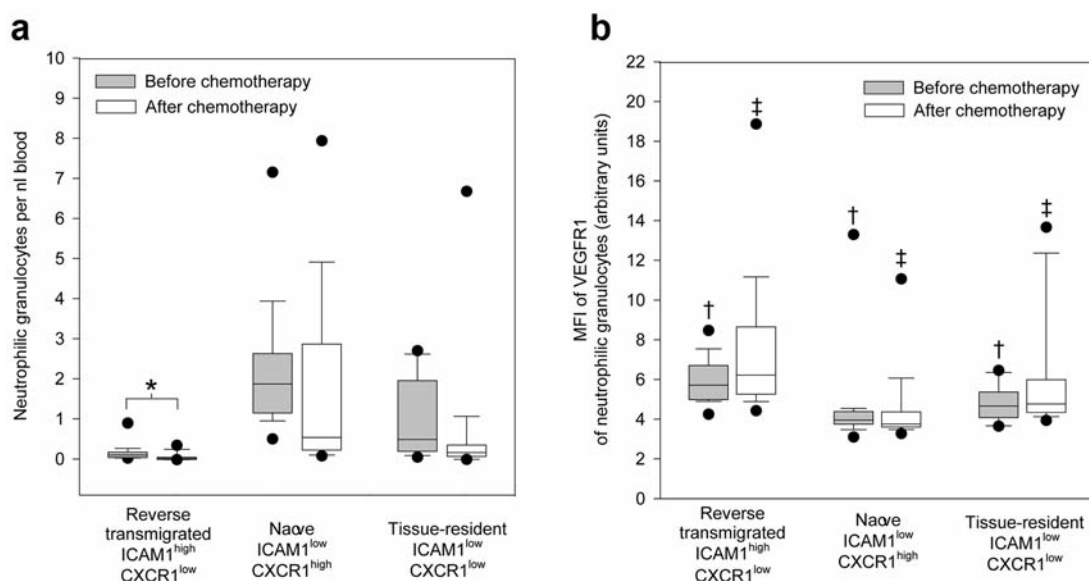 a
10
9
8
7
6
5
4
3
2
1
0
Neutrophilic granulocytes per nl blood
Before chemotherapy
After chemotherapy
*
Reverse
transmigrated
ICAM1high
CXCR1low
Naøve
ICAM1low
CXCR1high
Tissue-resident
ICAM1low
CXCR1low
b
22
20
18
16
14
12
10
8
6
4
2
0
MFI of VEGFR1
of neutrophilic granulocytes (arbitrary units)
Before chemotherapy
After chemotherapy
†
‡
†
‡
†
‡
Reverse
transmigrated
ICAM1high
CXCR1low
Naøve
ICAM1low
CXCR1high
Tissue-resident
ICAM1low
CXCR1low